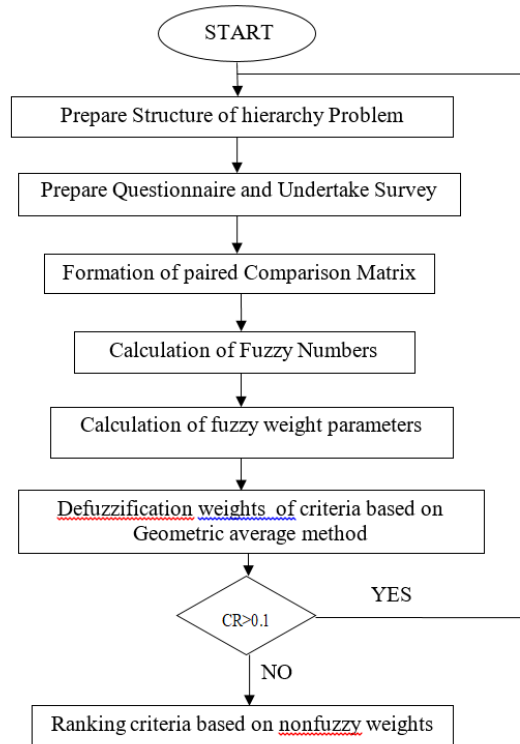 START
Prepare Structure of hierarchy Problem
Prepare Questionnaire and Undertake Survey
Formation of paired Comparison Matrix
Calculation of Fuzzy Numbers
Calculation of fuzzy weight parameters
Defuzzification weights of criteria based on
Geometric average method
CR>0.1
YES
NO
Ranking criteria based on nonfuzzy weights